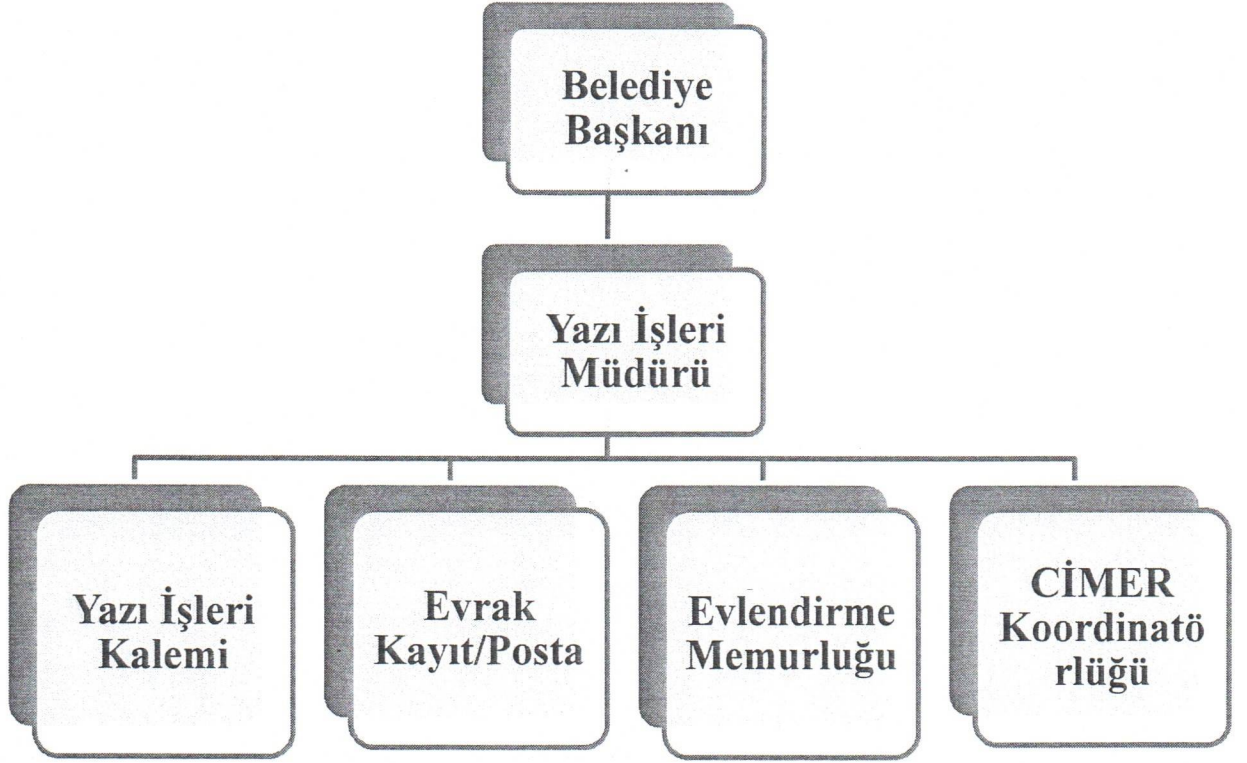 Belediye
Başkanı
Yazı İşleri
Müdürü
Yazı İşleri
Kalemi
Evrak
Kayıt/Posta
Evlendirme
Memurluğu
CİMER
Koordinatö
rlüğü